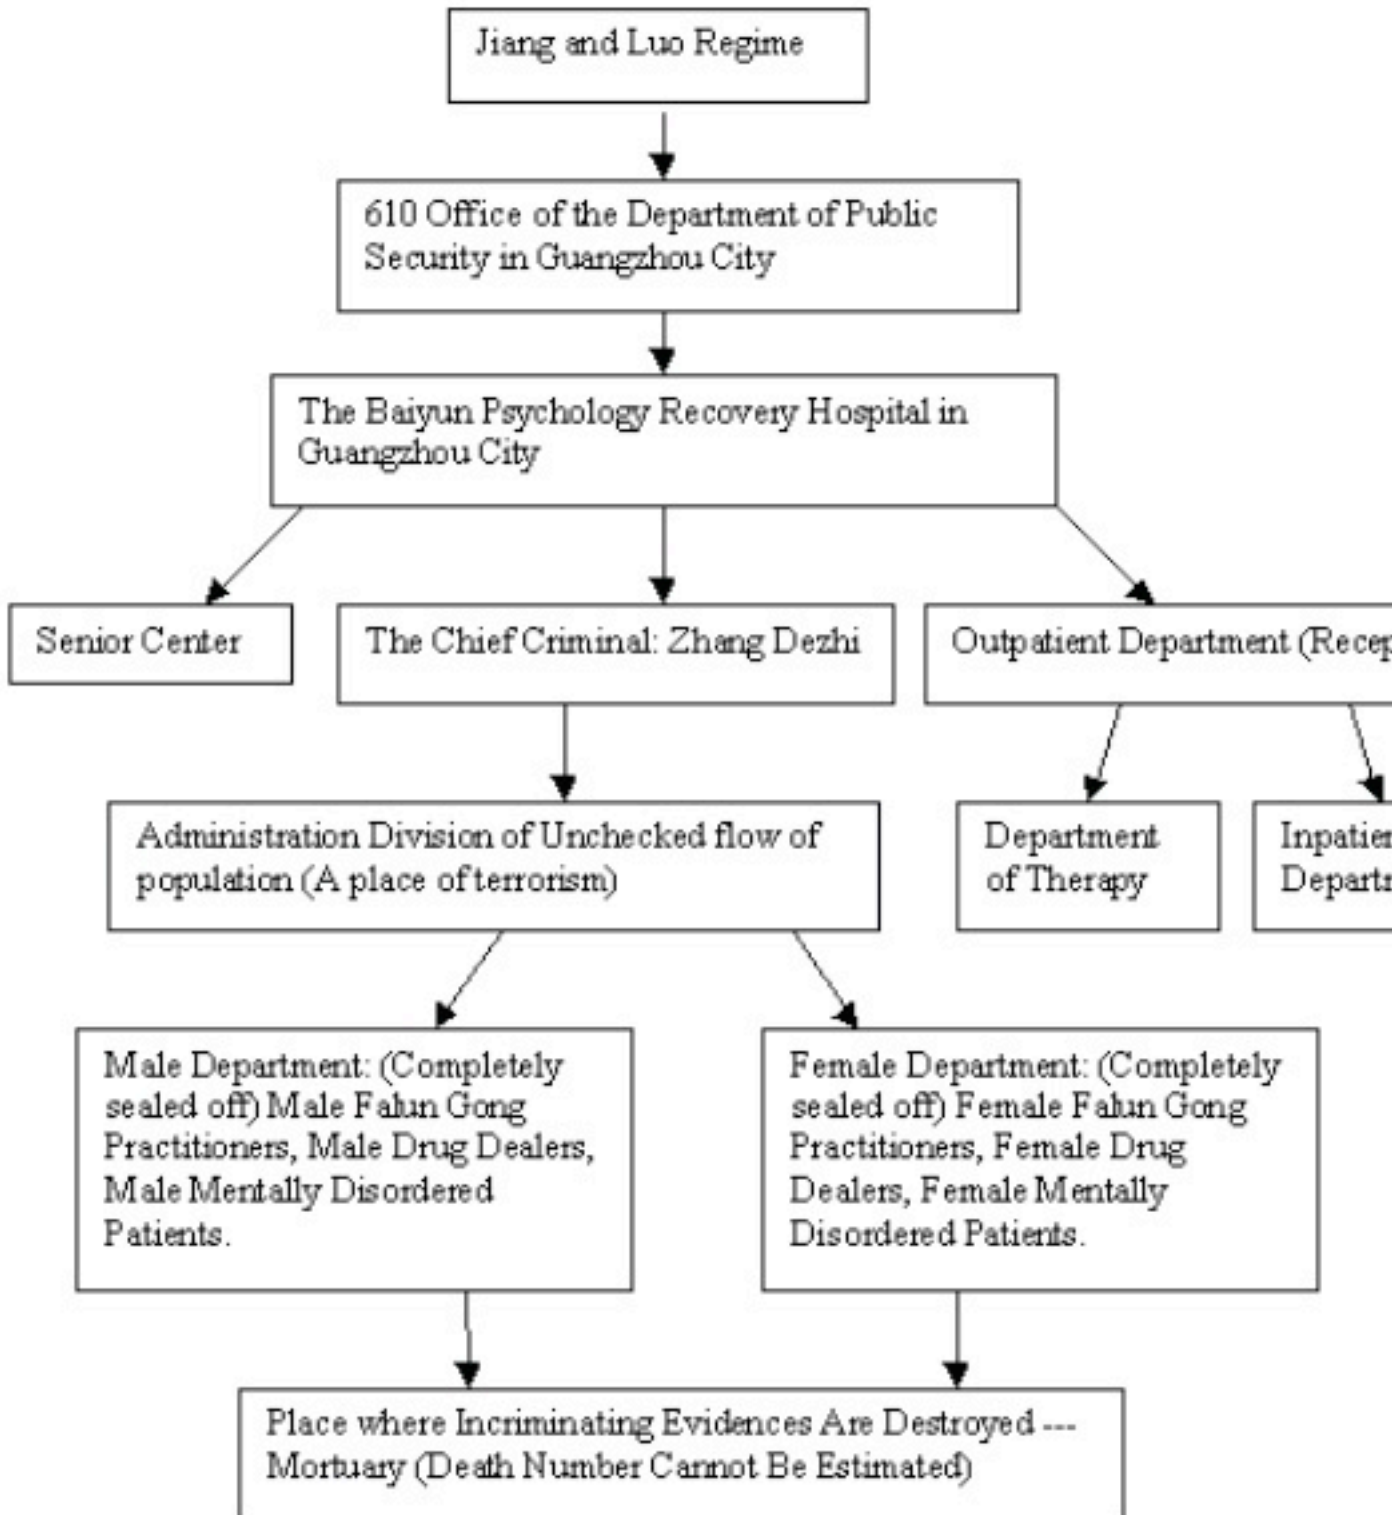 Jiang and Luo Regime
610 Office of the Department of Public
Security in Guangzhou City
The Baiyun Psychology Recovery Hospital in
Guangzhou City
Senior Center
The Chief Criminal: Zhang Dezhi
Outpatient Department
Administration Division of Unchecked flow of
population (A place of terrorism)
Department
of Therapy
Male Department: (Completely
sealed off) Male Falun Gong
Practitioners, Male Drug Dealers,
Male Mentally Disordered
Patients.
Female Department: (Completely
sealed off) Female Falun Gong
Practitioners, Female Drug
Dealers, Female Mentally
Disordered Patients.
Place where Incriminating Evidences Are Destroyed ---
Mortuary (Death Number Cannot Be Estimated)